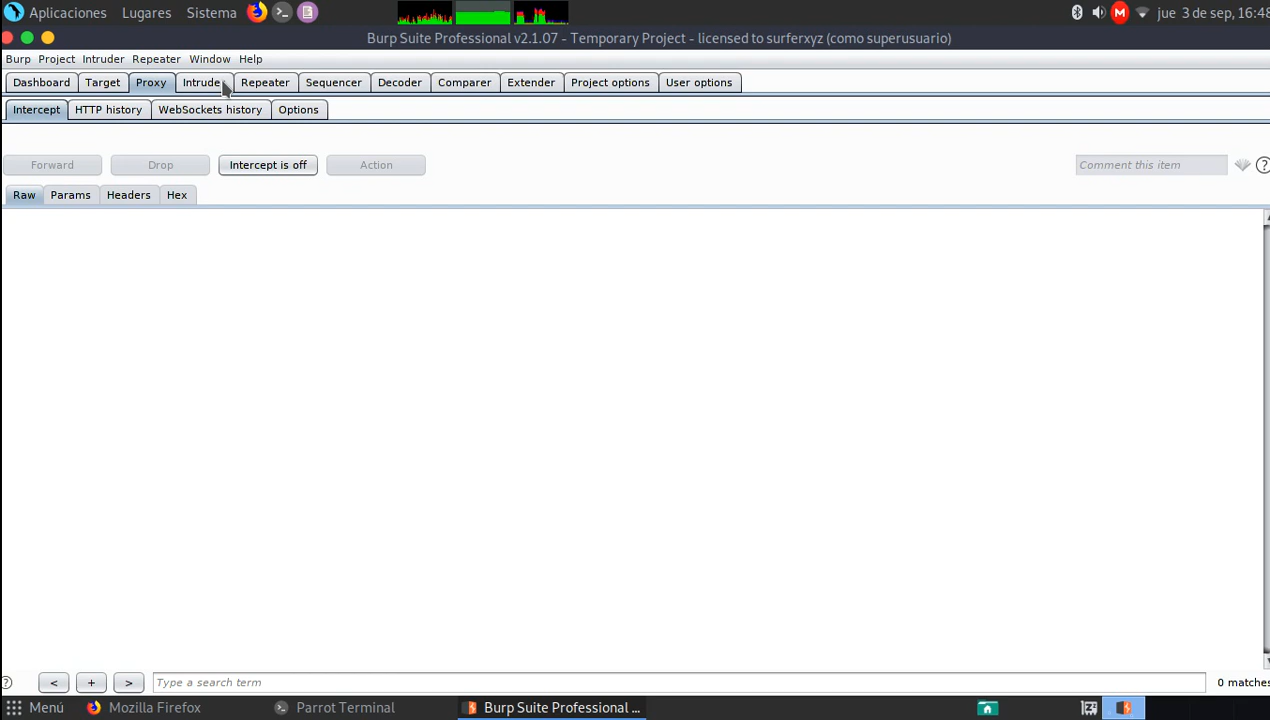 Aplicaciones Lugares Sistema jue 3 de sep, 16:48
Burp Suite Professional v2.1.07 - Temporary Project - licensed to surferxyz (como superusuario)
Burp Project Intruder Repeater Window Help
Dashboard Target Proxy Intrude Repeater Sequencer Decoder Comparer Extender Project options User options
Intercept HTTP history WebSockets history Options
Forward Drop Intercept is off Action Comment this item ?
Raw Params Headers Hex
? < + > Type a search term 0 matches
Menú Mozilla Firefox Parrot Terminal Burp Suite Professional ...